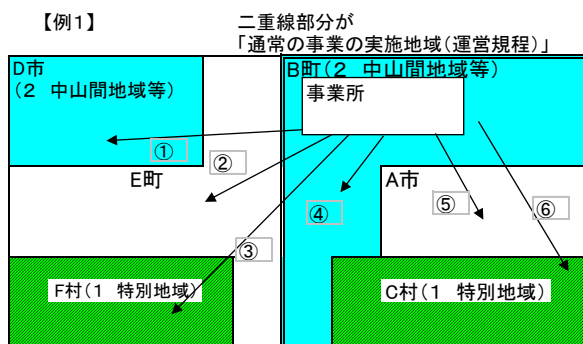 【例1】
二重線部分が
「通常の事業の実施地域(運営規程)」
D市
(2 中山間地域等)
B町(2 中山間地域等)
事業所
①
②
E町
A市
③
④
⑤
⑥
F村(1 特別地域)
C村(1 特別地域)